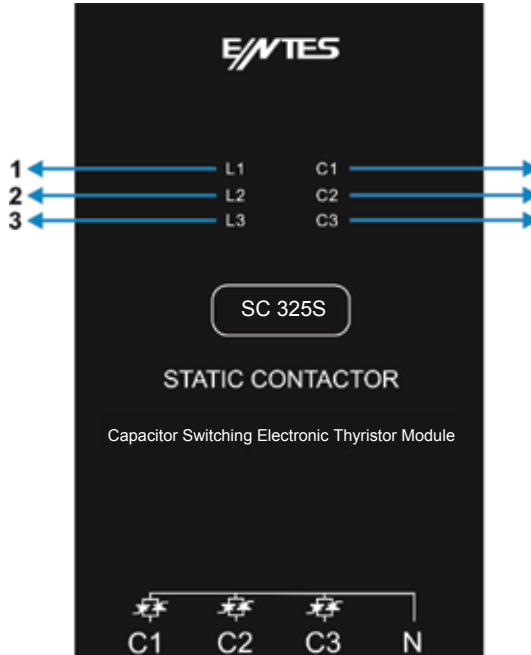 ENTES
1 L1 C1
2 L2 C2
3 L3 C3
SC 325S
STATIC CONTACTOR
Capacitor Switching Electronic Thyristor Module
C1 C2 C3 N